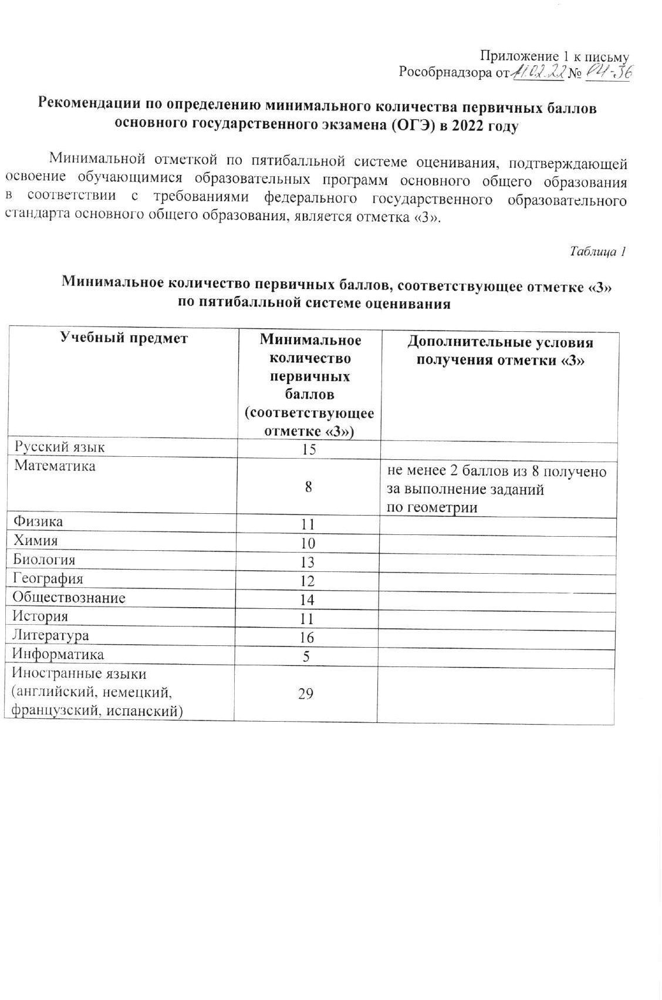 Приложение 1 к письму
Рособрнадзора от 11.02.22 № 04-36
Рекомендации по определению минимального количества первичных баллов
основного государственного экзамена (ОГЭ) в 2022 году
Минимальной отметкой по пятибалльной системе оценивания, подтверждающей
освоение обучающимися образовательных программ основного общего образования
в соответствии с требованиями федерального государственного образовательного
стандарта основного общего образования, является отметка «3».
Таблица 1
Минимальное количество первичных баллов, соответствующее отметке «3»
по пятибалльной системе оценивания
Учебный предмет
Минимальное
количество
первичных
баллов
(соответствующее
отметке «3»)
Дополнительные условия
получения отметки «3»
Русский язык
15
Математика
8
не менее 2 баллов из 8 получено
за выполнение заданий
по геометрии
Физика
11
Химия
10
Биология
13
География
12
Обществознание
14
История
11
Литература
16
Информатика
5
Иностранные языки
(английский, немецкий,
французский, испанский)
29